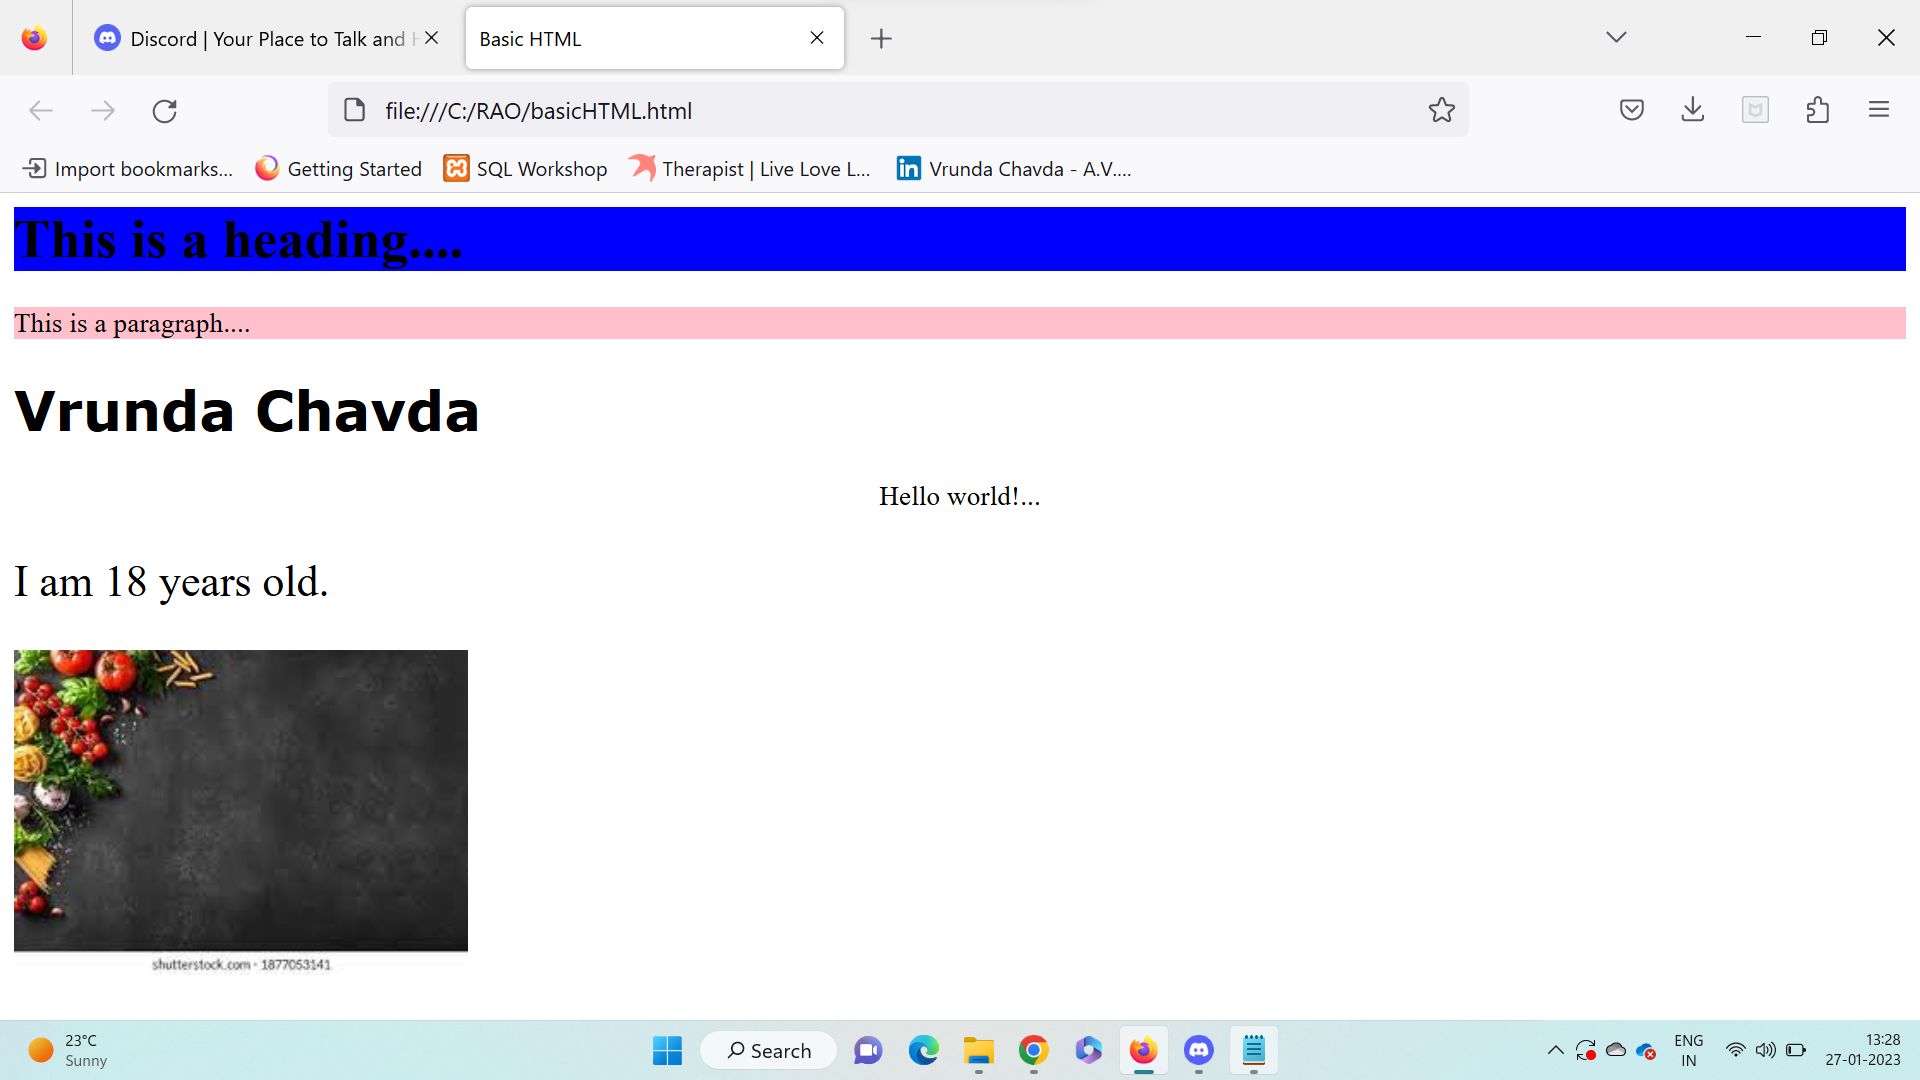 Discord | Your Place to Talk and H
Basic HTML
file:///C:/RAO/basicHTML.html
Import bookmarks...
Getting Started
SQL Workshop
Therapist | Live Love L...
Vrunda Chavda - A.V....
This is a heading....
This is a paragraph....
Vrunda Chavda
Hello world!...
I am 18 years old.
shutterstock.com · 1877053141
23°C
Sunny
Search
ENG
IN
13:28
27-01-2023